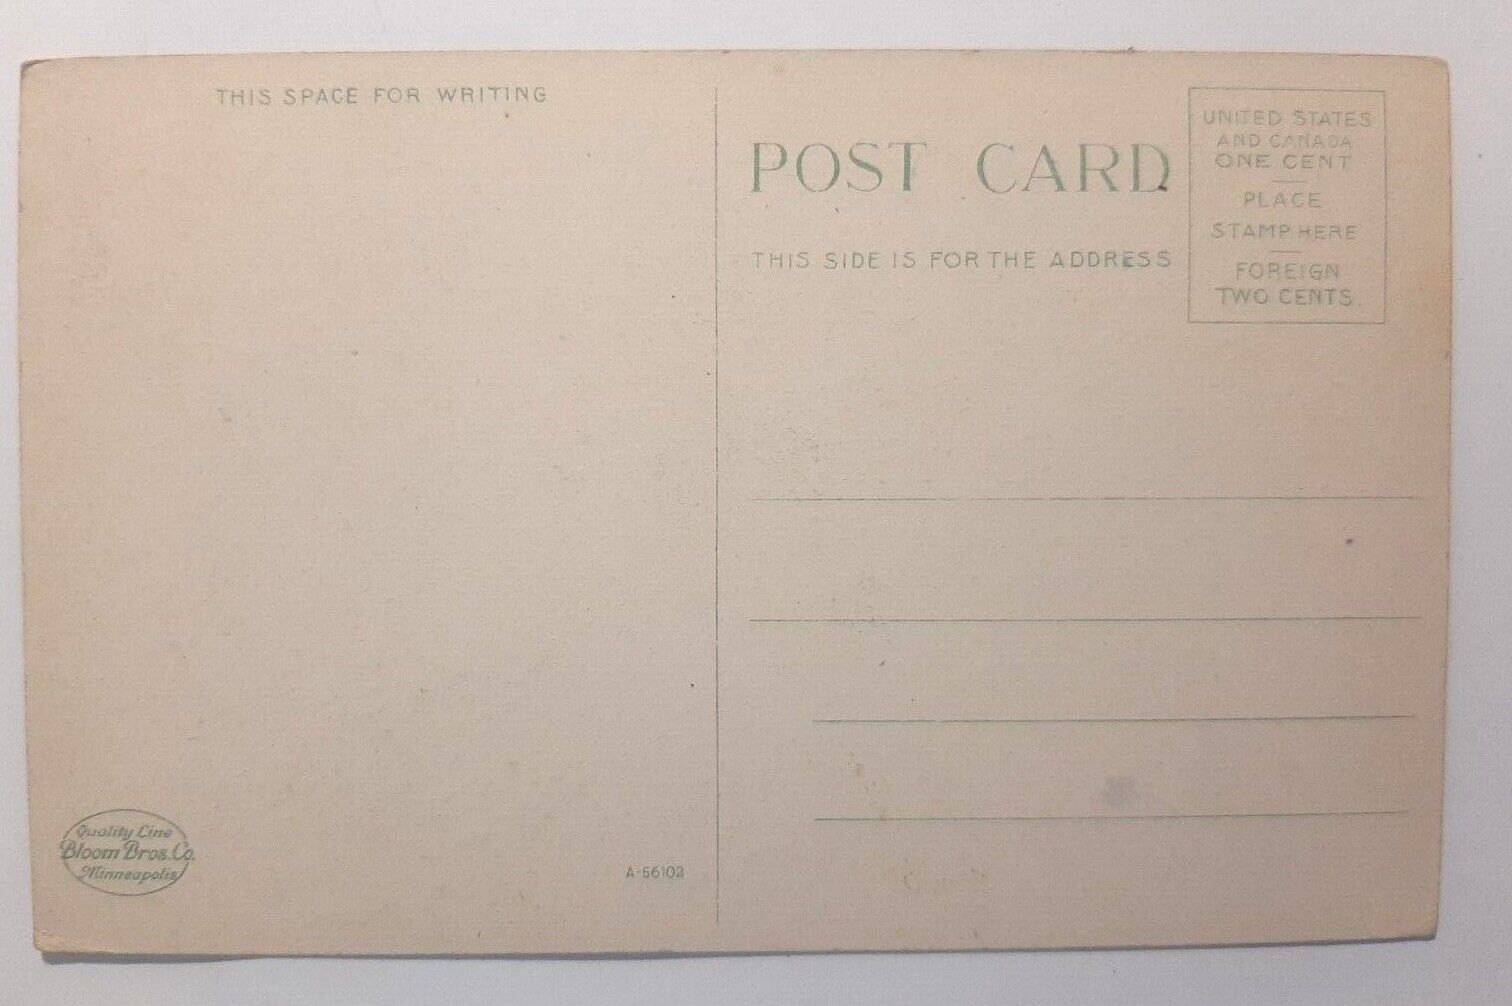 THIS SPACE FOR WRITING
POST CARD
THIS SIDE IS FOR THE ADDRESS
UNITED STATES
AND CANADA
ONE CENT
PLACE
STAMP HERE
FOREIGN
TWO CENTS.
Quality Line
Bloom Bros. Co.
Minneapolis
A-56102